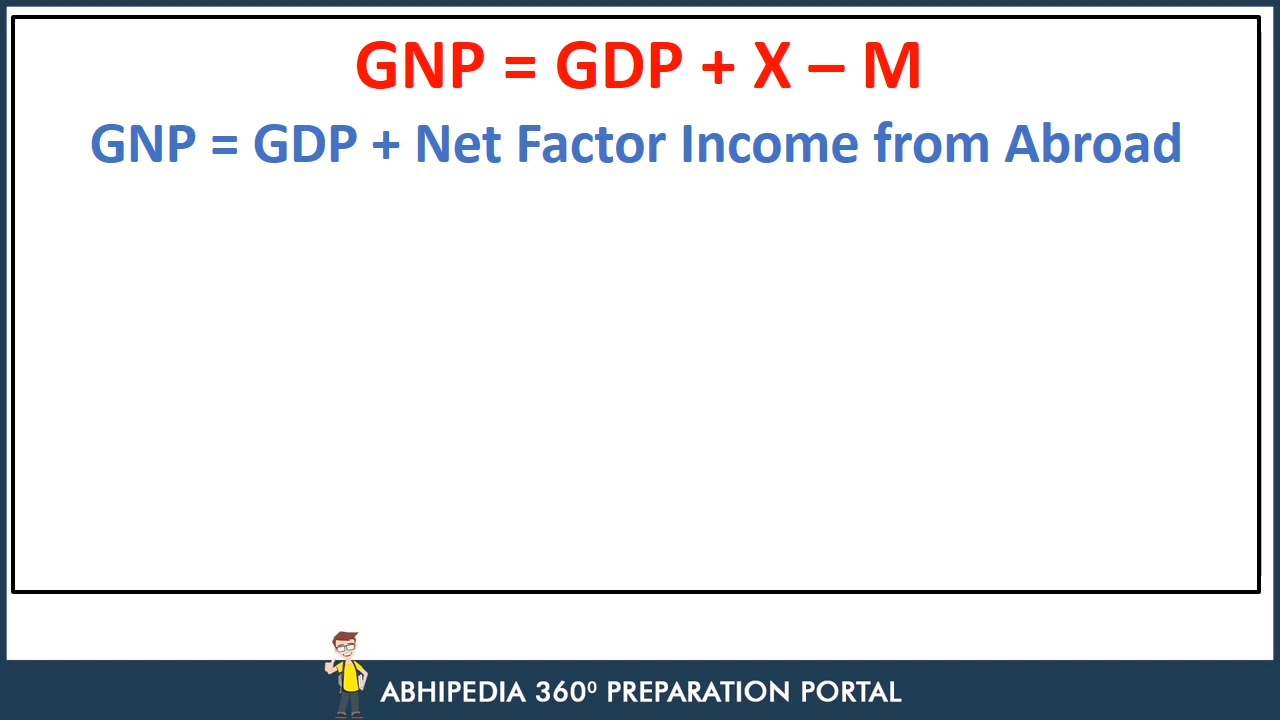 GNP = GDP + X – M
GNP = GDP + Net Factor Income from Abroad
ABHIPEDIA 360⁰ PREPARATION PORTAL